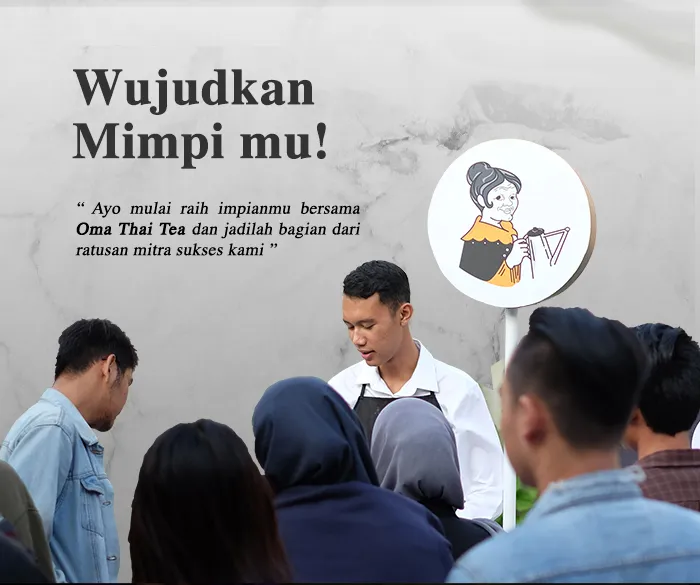 Wujudkan
Mimpi mu!
“ Ayo mulai raih impianmu bersama
Oma Thai Tea dan jadilah bagian dari
ratusan mitra sukses kami ”